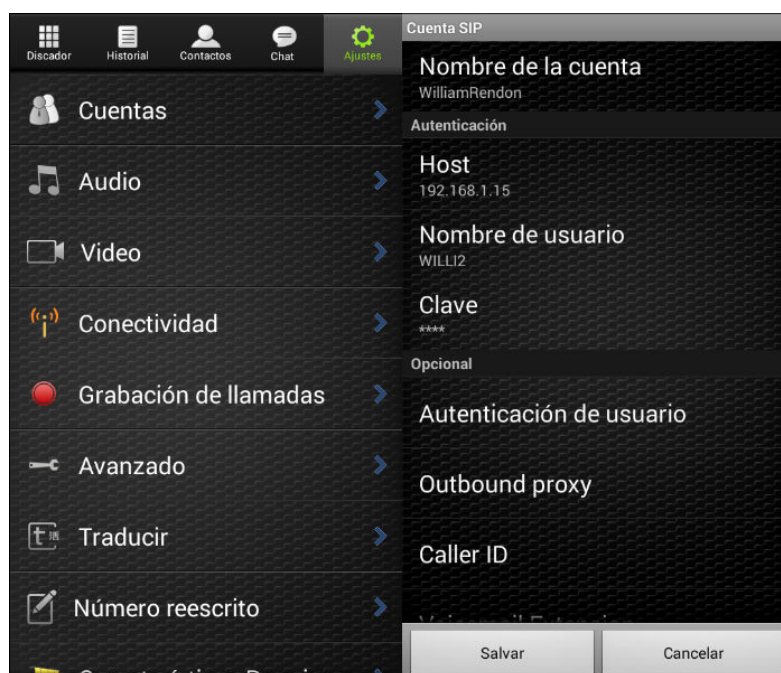 Discador
Historial
Contactos
Chat
Ajustes
Cuentas
Audio
Video
Conectividad
Grabación de llamadas
Avanzado
Traducir
Número reescrito
Cuenta SIP
Nombre de la cuenta
WilliamRendon
Autenticación
Host
192.168.1.15
Nombre de usuario
WILLI2
Clave
****
Opcional
Autenticación de usuario
Outbound proxy
Caller ID
Voicemail Extension
Salvar
Cancelar